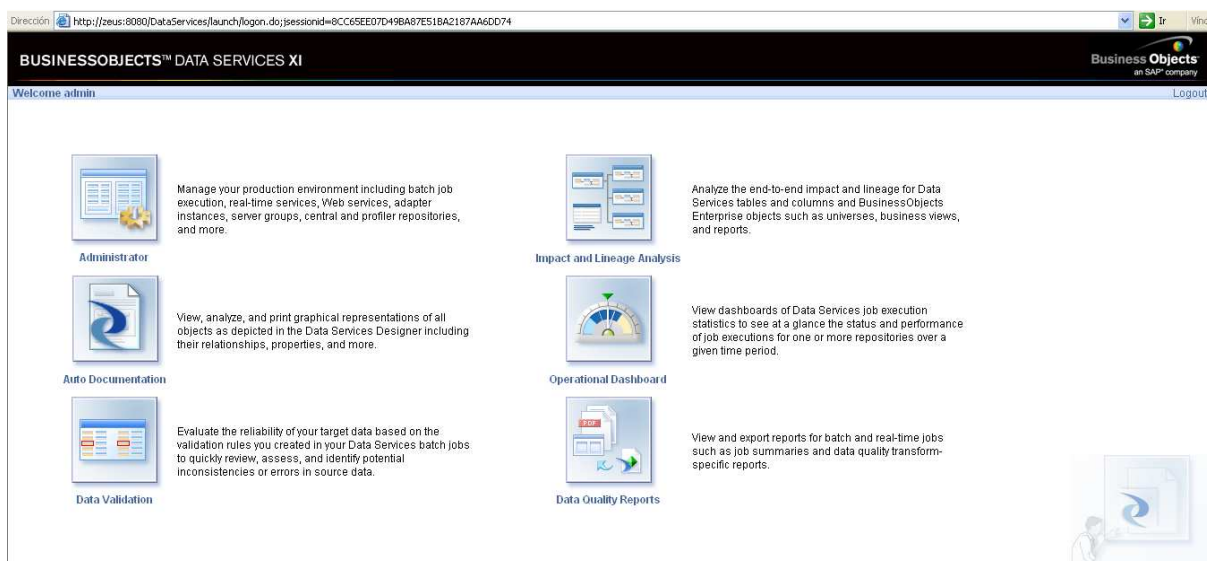 Dirección http://zeus:8080/DataServices/launch/logon.do;jsessionid=8CC65EE07D49BA87E51BA2187AA6DD74 Ir Vínc
BUSINESSOBJECTS™ DATA SERVICES XI
Business Objects
an SAP® company
Welcome admin
Logout
Manage your production environment including batch job
execution, real-time services, Web services, adapter
instances, server groups, central and profiler repositories,
and more.
Administrator
Analyze the end-to-end impact and lineage for Data
Services tables and columns and BusinessObjects
Enterprise objects such as universes, business views,
and reports.
Impact and Lineage Analysis
View, analyze, and print graphical representations of all
objects as depicted in the Data Services Designer including
their relationships, properties, and more.
Auto Documentation
View dashboards of Data Services job execution
statistics to see at a glance the status and performance
of job executions for one or more repositories over a
given time period.
Operational Dashboard
Evaluate the reliability of your target data based on the
validation rules you created in your Data Services batch jobs
to quickly review, assess, and identify potential
inconsistencies or errors in source data.
Data Validation
PDF
View and export reports for batch and real-time jobs
such as job summaries and data quality transform-
specific reports.
Data Quality Reports